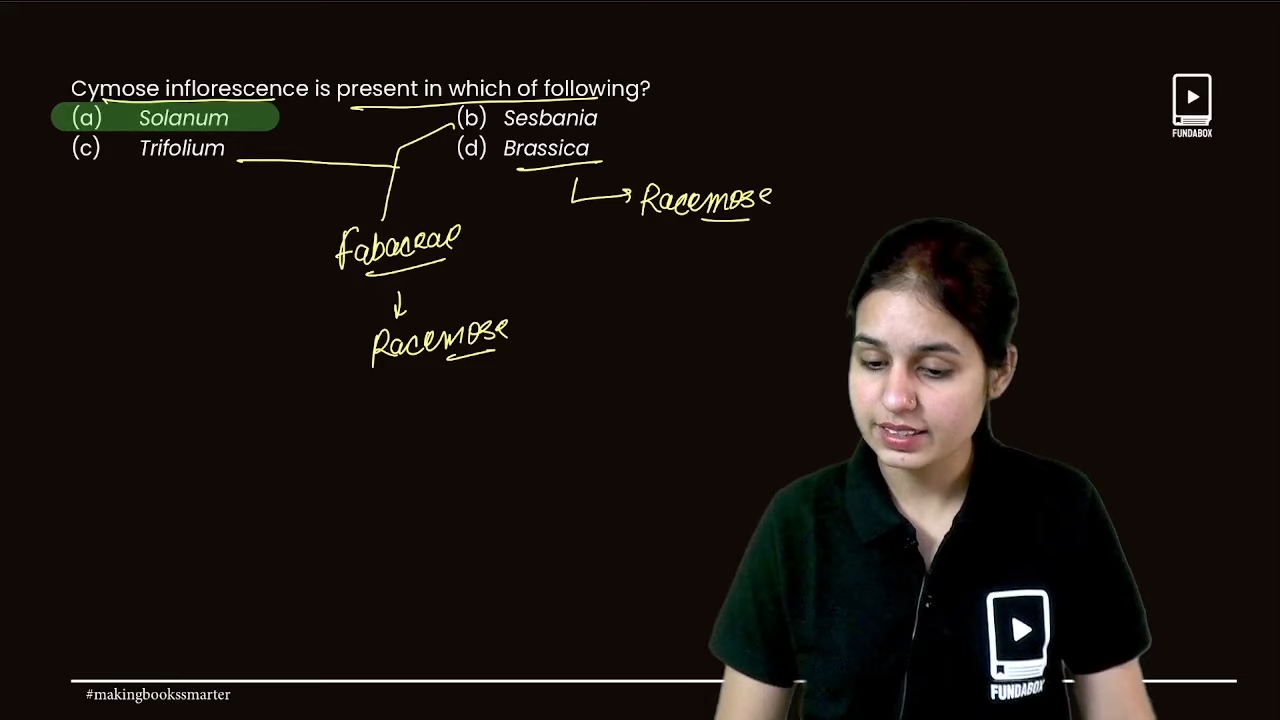 Cymose inflorescence is present in which of following?
(a) Solanum (b) Sesbania
(c) Trifolium (d) Brassica
Racemose
Fabaceae
Racemose
FUNDABOX
FUNDABOX
#makingbookssmarter